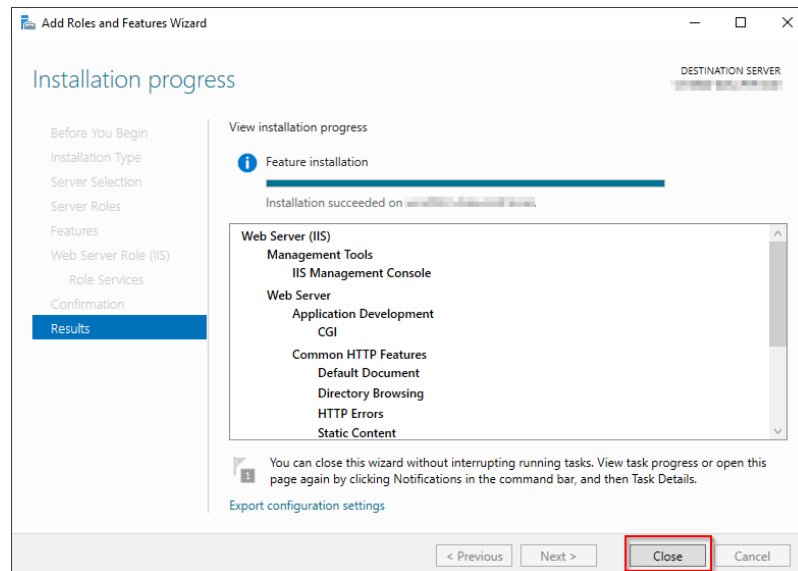 Add Roles and Features Wizard
Installation progress
DESTINATION SERVER
Before You Begin
Installation Type
Server Selection
Server Roles
Features
Web Server Role (IIS)
Role Services
Confirmation
Results
View installation progress
Feature installation
Installation succeeded on
Web Server (IIS)
Management Tools
IIS Management Console
Web Server
Application Development
CGI
Common HTTP Features
Default Document
Directory Browsing
HTTP Errors
Static Content
1
You can close this wizard without interrupting running tasks. View task progress or open this
page again by clicking Notifications in the command bar, and then Task Details.
Export configuration settings
< Previous Next > Close Cancel